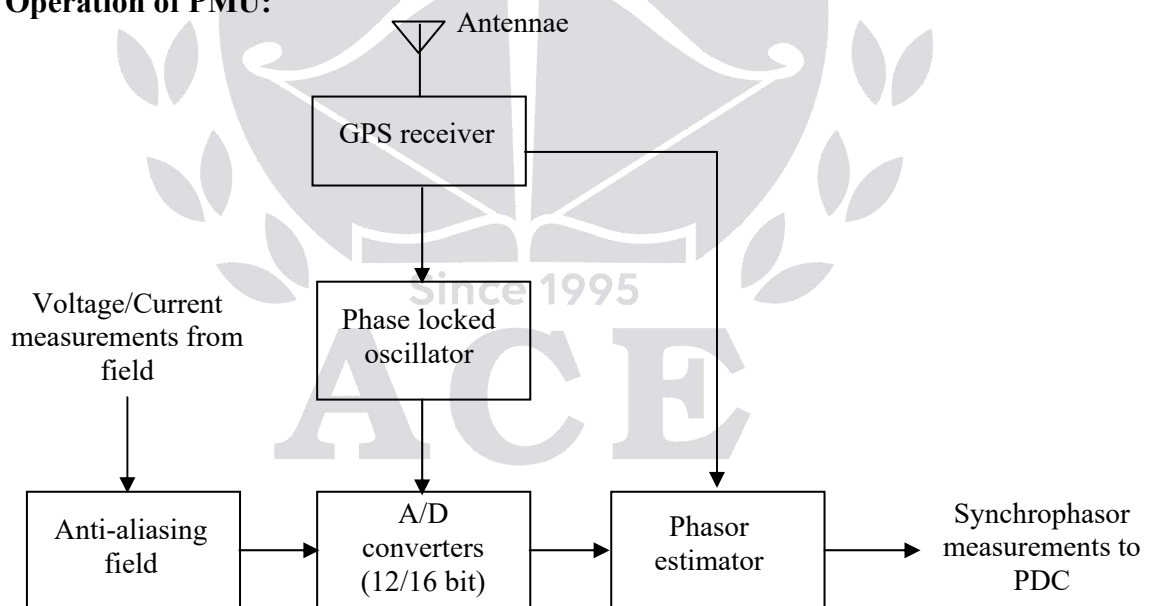 Operation of PMU:
Antennae
GPS receiver
Since 1995
Voltage/Current
measurements from
field
Phase locked
oscillator
ACE
Anti-aliasing
field
A/D
converters
(12/16 bit)
Phasor
estimator
Synchrophasor
measurements to
PDC